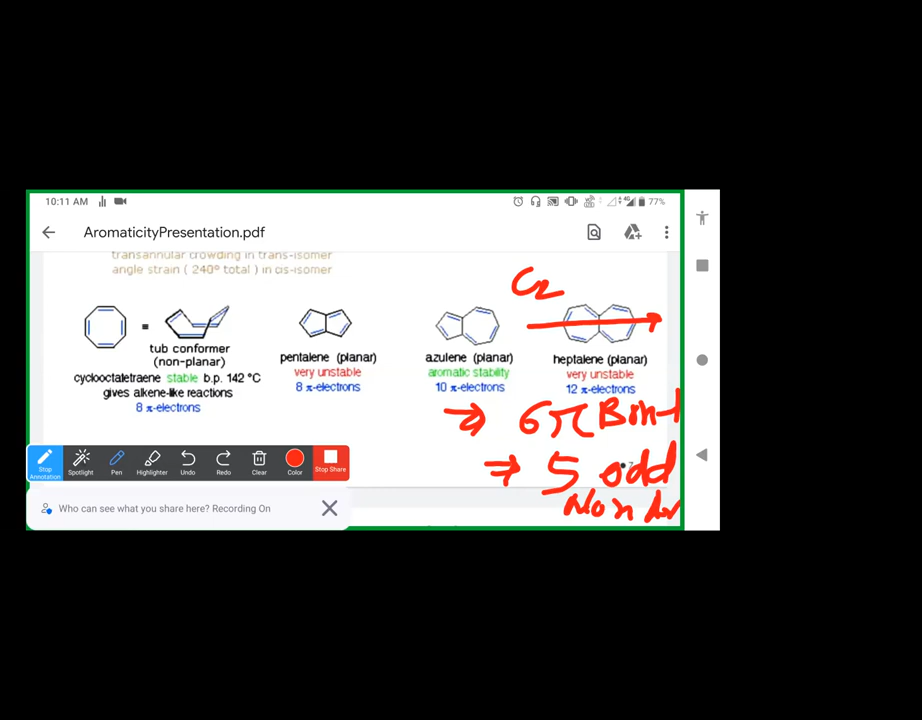 10:11 AM
77%
AromaticityPresentation.pdf
transannular crowding in trans-isomer
angle strain ( 240° total ) in cis-isomer
C2
=
tub conformer
(non-planar)
cyclooctatetraene stable b.p. 142 °C
gives alkene-like reactions
8 π-electrons
pentalene (planar)
very unstable
8 π-electrons
azulene (planar)
aromatic stability
10 π-electrons
heptalene (planar)
very unstable
12 π-electrons
⇒ 6π
⇒ 5 odd
Non
Stop Annotation
Spotlight
Pen
Highlighter
Undo
Redo
Clear
Color
Stop Share
Who can see what you share here? Recording On